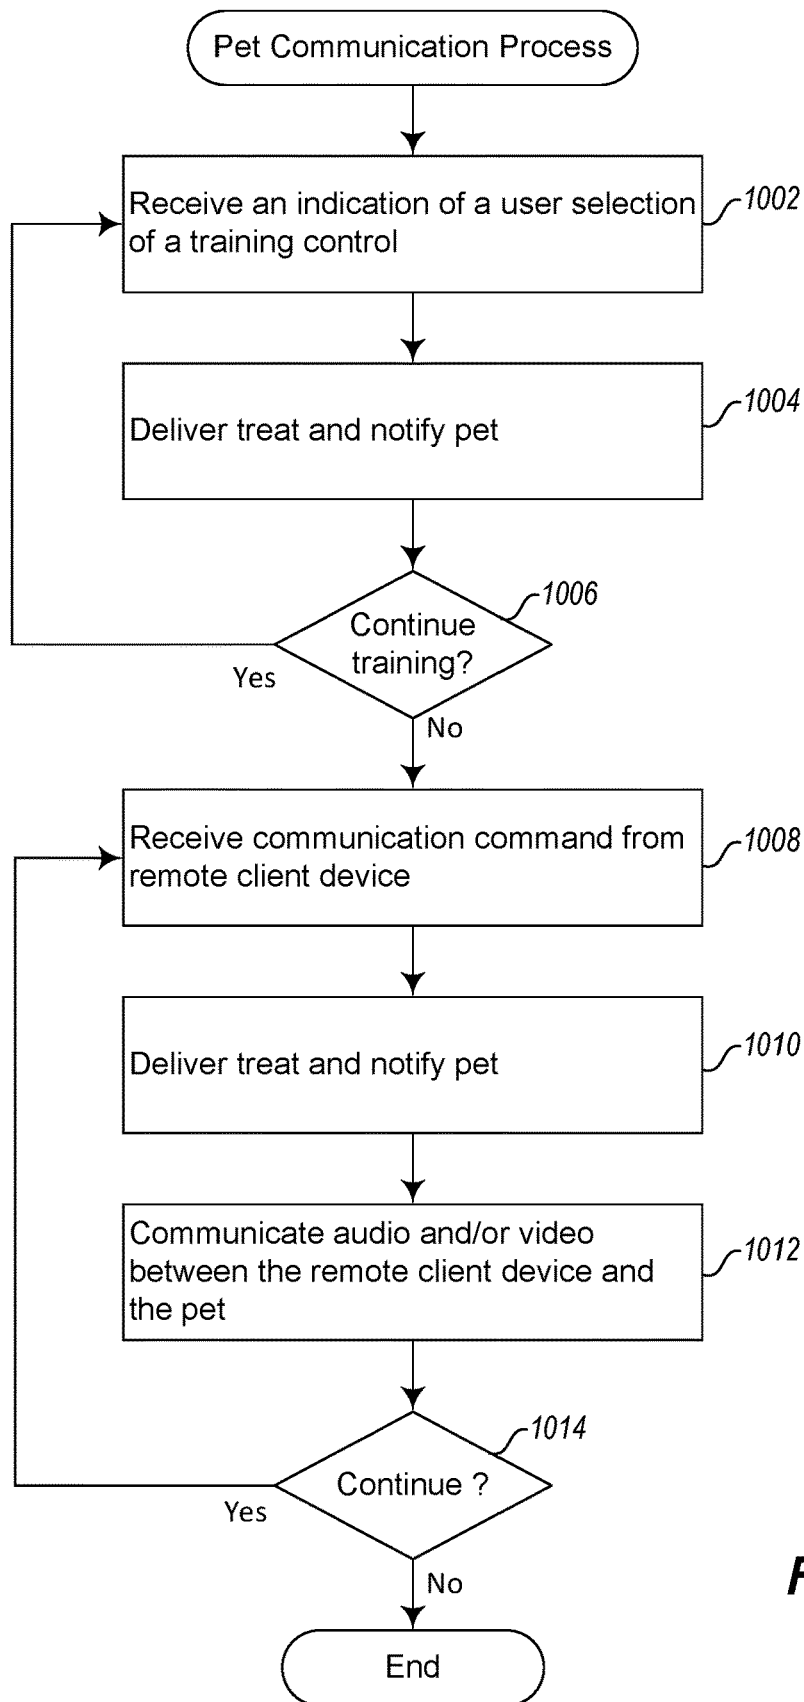 Pet Communication Process
Receive an indication of a user selection
of a training control
1002
Deliver treat and notify pet
1004
1006
Continue
training?
Yes
No
Receive communication command from
remote client device
1008
Deliver treat and notify pet
1010
Communicate audio and/or video
between the remote client device and
the pet
1012
1014
Continue ?
Yes
No
End